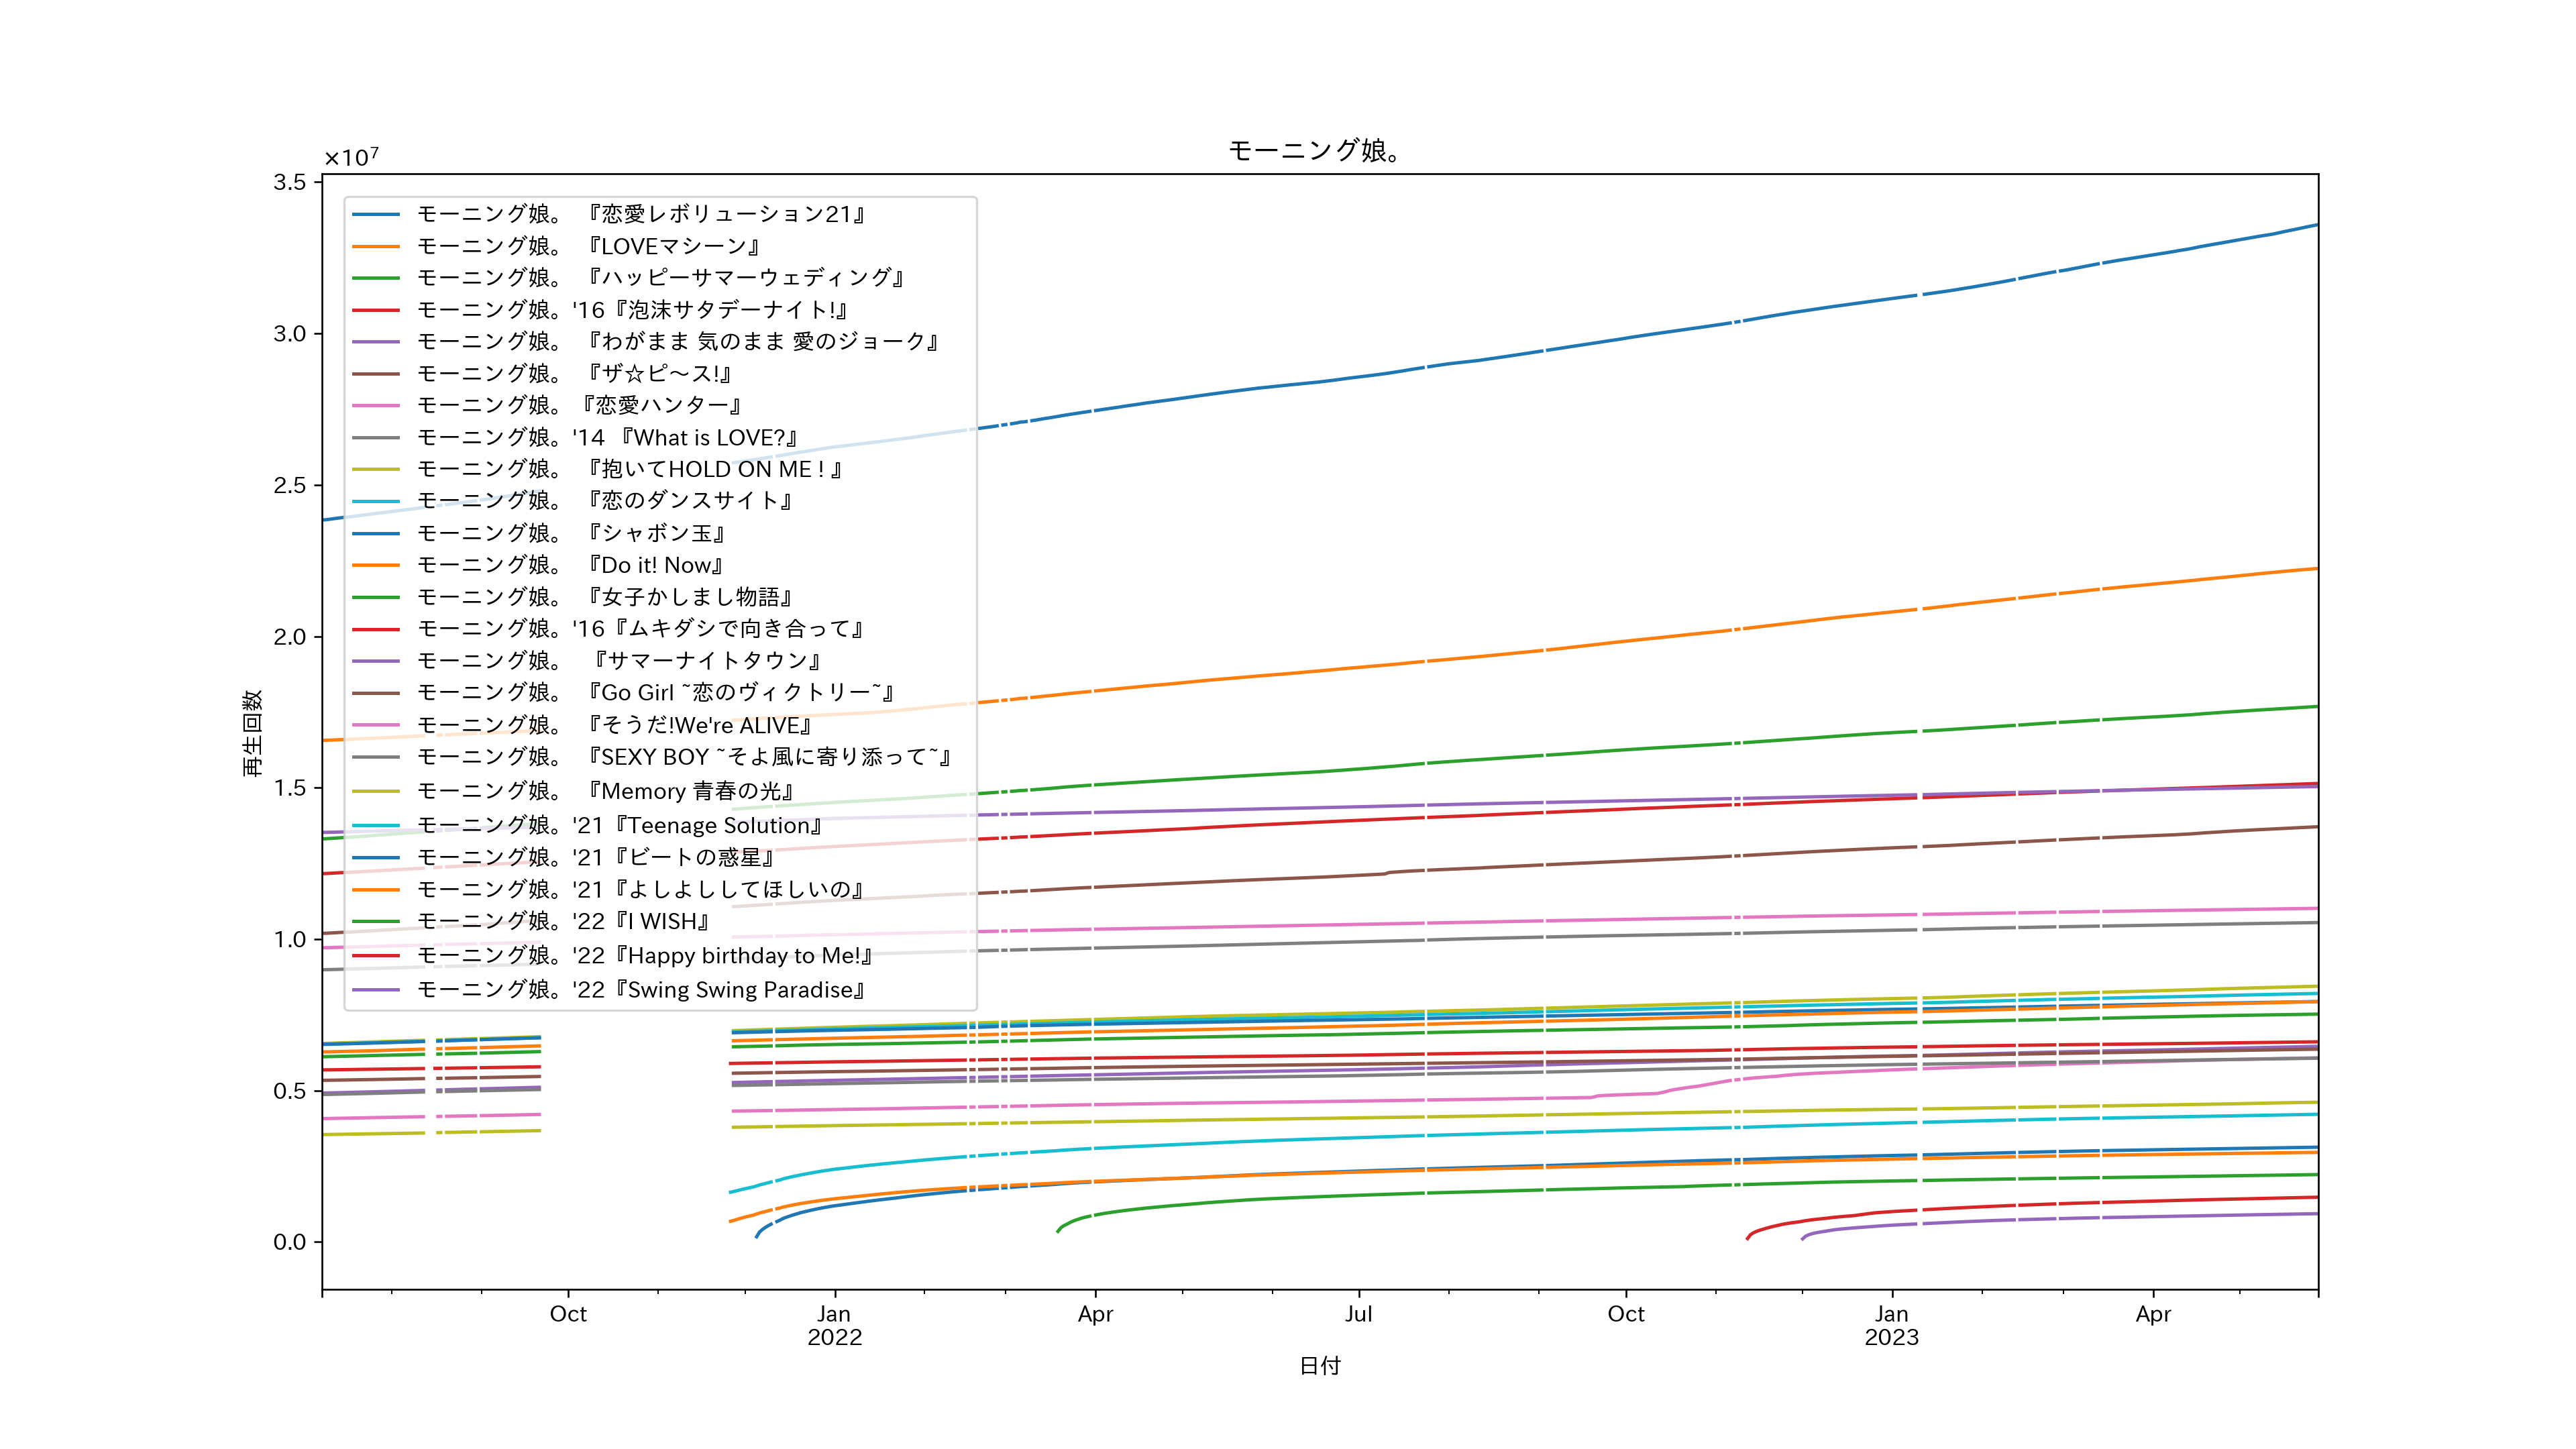 モーニング娘。
×10⁷
3.5
3.0
2.5
2.0
1.5
1.0
0.5
0.0
再生回数
モーニング娘。 『恋愛レボリューション21』
モーニング娘。 『LOVEマシーン』
モーニング娘。 『ハッピーサマーウェディング』
モーニング娘。'16『泡沫サタデーナイト!』
モーニング娘。 『わがまま 気のまま 愛のジョーク』
モーニング娘。 『ザ☆ピ〜ス!』
モーニング娘。『恋愛ハンター』
モーニング娘。'14 『What is LOVE?』
モーニング娘。 『抱いてHOLD ON ME ! 』
モーニング娘。 『恋のダンスサイト』
モーニング娘。 『シャボン玉』
モーニング娘。 『Do it! Now』
モーニング娘。 『女子かしまし物語』
モーニング娘。'16『ムキダシで向き合って』
モーニング娘。　『サマーナイトタウン』
モーニング娘。 『Go Girl ~恋のヴィクトリー~』
モーニング娘。 『そうだ!We're ALIVE』
モーニング娘。 『SEXY BOY ~そよ風に寄り添って~』
モーニング娘。 『Memory 青春の光』
モーニング娘。'21『Teenage Solution』
モーニング娘。'21『ビートの惑星』
モーニング娘。'21『よしよししてほしいの』
モーニング娘。'22『I WISH』
モーニング娘。'22『Happy birthday to Me!』
モーニング娘。'22『Swing Swing Paradise』
Oct Jan Apr Jul Oct Jan Apr
2022 2023
日付